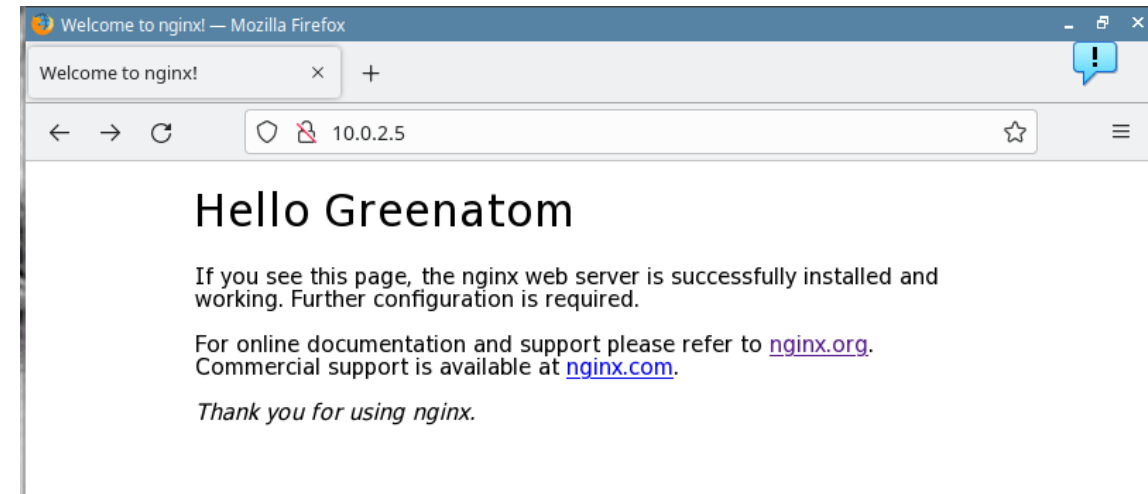 Welcome to nginx! — Mozilla Firefox
Welcome to nginx!
10.0.2.5
Hello Greenatom
If you see this page, the nginx web server is successfully installed and
working. Further configuration is required.
For online documentation and support please refer to nginx.org.
Commercial support is available at nginx.com.
Thank you for using nginx.